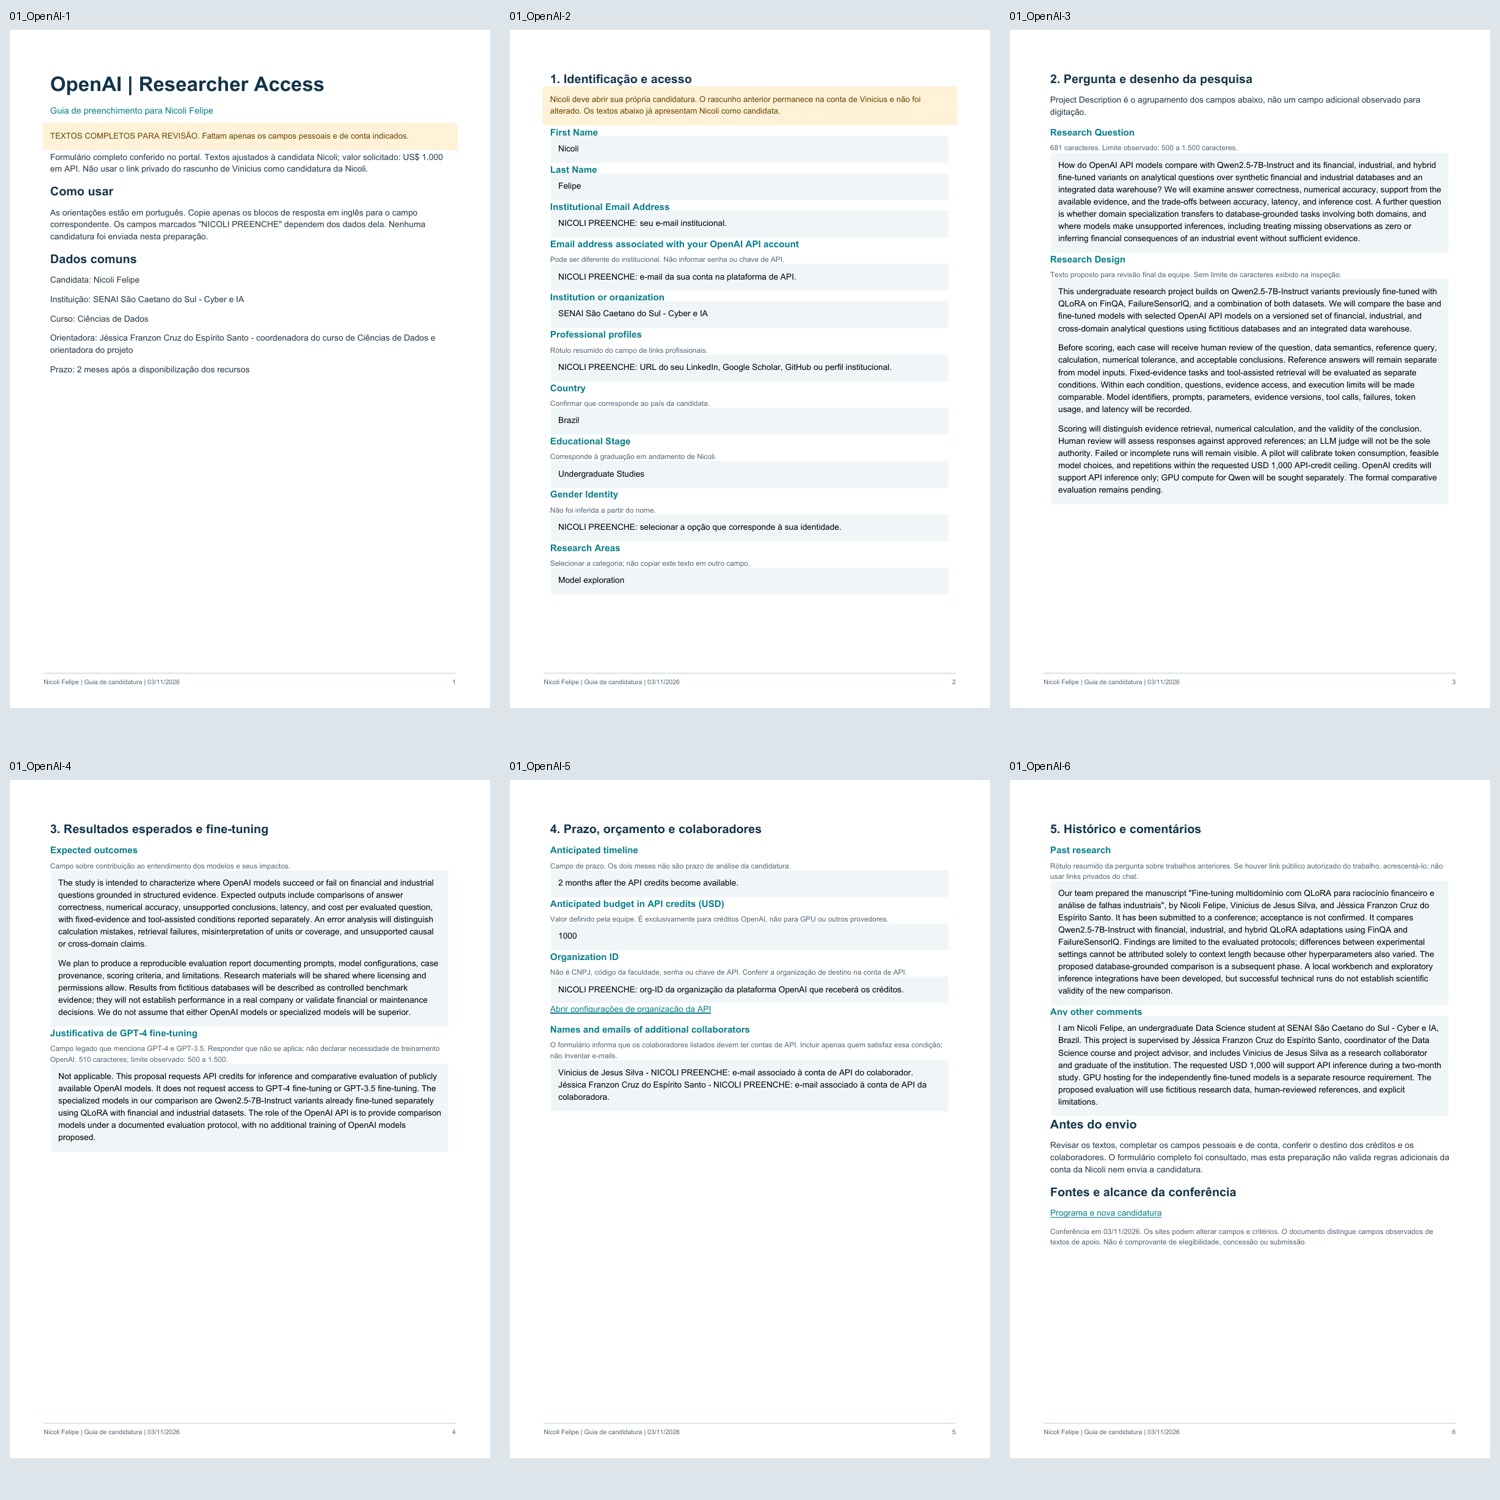 01_OpenAI-1
OpenAI | Researcher Access
Guia de preenchimento para Nicoli Felipe
TEXTOS COMPLETOS PARA REVISÃO. Faltam apenas os campos pessoais e de conta indicados.
Formulário completo conferido no portal. Textos ajustados à candidata Nicoli; valor solicitado: US$ 1.000
em API. Não usar o link privado do rascunho de Vinicius como candidatura da Nicoli.
Como usar
As orientações estão em português. Copie apenas os blocos de resposta em inglês para o campo
correspondente. Os campos marcados "NICOLI PREENCHE" dependem dos dados dela. Nenhuma
candidatura foi enviada nesta preparação.
Dados comuns
Candidata: Nicoli Felipe
Instituição: SENAI São Caetano do Sul - Cyber e IA
Curso: Ciências de Dados
Orientadora: Jéssica Franzon Cruz do Espírito Santo - coordenadora do curso de Ciências de Dados e
orientadora do projeto
Prazo: 2 meses após a disponibilização dos recursos
Nicoli Felipe | Guia de candidatura | 03/11/2026
1
01_OpenAI-2
1. Identificação e acesso
Nicoli deve abrir sua própria candidatura. O rascunho anterior permanece na conta de Vinicius e não foi
alterado. Os textos abaixo já apresentam Nicoli como candidata.
First Name
Nicoli
Last Name
Felipe
Institutional Email Address
NICOLI PREENCHE: seu e-mail institucional.
Email address associated with your OpenAI API account
Pode ser diferente do institucional. Não informar senha ou chave de API.
NICOLI PREENCHE: e-mail da sua conta na plataforma de API.
Institution or organization
SENAI São Caetano do Sul - Cyber e IA
Professional profiles
Rótulo resumido do campo de links profissionais.
NICOLI PREENCHE: URL do seu LinkedIn, Google Scholar, GitHub ou perfil institucional.
Country
Confirmar que corresponde ao país da candidata.
Brazil
Educational Stage
Corresponde à graduação em andamento de Nicoli.
Undergraduate Studies
Gender Identity
Não foi inferida a partir do nome.
NICOLI PREENCHE: selecionar a opção que corresponde à sua identidade.
Research Areas
Selecionar a categoria; não copiar este texto em outro campo.
Model exploration
Nicoli Felipe | Guia de candidatura | 03/11/2026
2
01_OpenAI-3
2. Pergunta e desenho da pesquisa
Project Description é o agrupamento dos campos abaixo, não um campo adicional observado para
digitação.
Research Question
681 caracteres. Limite observado: 500 a 1.500 caracteres.
How do OpenAI API models compare with Qwen2.5-7B-Instruct and its financial, industrial, and hybrid
fine-tuned variants on analytical questions over synthetic financial and industrial databases and an
integrated data warehouse? We will examine answer correctness, numerical accuracy, support from the
available evidence, and the trade-offs between accuracy, latency, and inference cost. A further question
is whether domain specialization transfers to database-grounded tasks involving both domains, and
where models make unsupported inferences, including treating missing observations as zero or
inferring financial consequences of an industrial event without sufficient evidence.
Research Design
Texto proposto para revisão final da equipe. Sem limite de caracteres exibido na inspeção.
This undergraduate research project builds on Qwen2.5-7B-Instruct variants previously fine-tuned with
QLoRA on FinQA, FailureSensorIQ, and a combination of both datasets. We will compare the base and
fine-tuned models with selected OpenAI API models on a versioned set of financial, industrial, and
cross-domain analytical questions using fictitious databases and an integrated data warehouse.
Before scoring, each case will receive human review of the question, data semantics, reference query,
calculation, numerical tolerance, and acceptable conclusions. Reference answers will remain separate
from model inputs. Fixed-evidence tasks and tool-assisted retrieval will be evaluated as separate
conditions. Within each condition, questions, evidence access, and execution limits will be made
comparable. Model identifiers, prompts, parameters, evidence versions, tool calls, failures, token
usage, and latency will be recorded.
Scoring will distinguish evidence retrieval, numerical calculation, and the validity of the conclusion.
Human review will assess responses against approved references; an LLM judge will not be the sole
authority. Failed or incomplete runs will remain visible. A pilot will calibrate token consumption, feasible
model choices, and repetitions within the requested USD 1,000 API-credit ceiling. OpenAI credits will
support API inference only; GPU compute for Qwen will be sought separately. The formal comparative
evaluation remains pending.
Nicoli Felipe | Guia de candidatura | 03/11/2026
3
01_OpenAI-4
3. Resultados esperados e fine-tuning
Expected outcomes
Campo sobre contribuição ao entendimento dos modelos e seus impactos.
The study is intended to characterize where OpenAI models succeed or fail on financial and industrial
questions grounded in structured evidence. Expected outputs include comparisons of answer
correctness, numerical accuracy, unsupported conclusions, latency, and cost per evaluated question,
with fixed-evidence and tool-assisted conditions reported separately. An error analysis will distinguish
calculation mistakes, retrieval failures, misinterpretation of units or coverage, and unsupported causal
or cross-domain claims.
We plan to produce a reproducible evaluation report documenting prompts, model configurations, case
provenance, scoring criteria, and limitations. Research materials will be shared where licensing and
permissions allow. Results from fictitious databases will be described as controlled benchmark
evidence; they will not establish performance in a real company or validate financial or maintenance
decisions. We do not assume that either OpenAI models or specialized models will be superior.
Justificativa de GPT-4 fine-tuning
Campo legado que menciona GPT-4 e GPT-3.5. Responder que não se aplica; não declarar necessidade de treinamento
OpenAI. 510 caracteres; limite observado: 500 a 1.500.
Not applicable. This proposal requests API credits for inference and comparative evaluation of publicly
available OpenAI models. It does not request access to GPT-4 fine-tuning or GPT-3.5 fine-tuning. The
specialized models in our comparison are Qwen2.5-7B-Instruct variants already fine-tuned separately
using QLoRA with financial and industrial datasets. The role of the OpenAI API is to provide comparison
models under a documented evaluation protocol, with no additional training of OpenAI models
proposed.
Nicoli Felipe | Guia de candidatura | 03/11/2026
4
01_OpenAI-5
4. Prazo, orçamento e colaboradores
Anticipated timeline
Campo de prazo. Os dois meses não são prazo de análise da candidatura.
2 months after the API credits become available.
Anticipated budget in API credits (USD)
Valor definido pela equipe. É exclusivamente para créditos OpenAI, não para GPU ou outros provedores.
1000
Organization ID
Não é CNPJ, código da faculdade, senha ou chave de API. Conferir a organização de destino na conta de API.
NICOLI PREENCHE: org-ID da organização da plataforma OpenAI que receberá os créditos.
Abrir configurações de organização da API
Names and emails of additional collaborators
O formulário informa que os colaboradores listados devem ter contas de API. Incluir apenas quem satisfaz essa condição;
não inventar e-mails.
Vinicius de Jesus Silva - NICOLI PREENCHE: e-mail associado à conta de API do colaborador.
Jéssica Franzon Cruz do Espírito Santo - NICOLI PREENCHE: e-mail associado à conta de API da
colaboradora.
Nicoli Felipe | Guia de candidatura | 03/11/2026
5
01_OpenAI-6
5. Histórico e comentários
Past research
Rótulo resumido da pergunta sobre trabalhos anteriores. Se houver link público autorizado do trabalho, acrescentá-lo; não
usar links privados do chat.
Our team prepared the manuscript "Fine-tuning multidomínio com QLoRA para raciocínio financeiro e
análise de falhas industriais", by Nicoli Felipe, Vinicius de Jesus Silva, and Jéssica Franzon Cruz do
Espírito Santo. It has been submitted to a conference; acceptance is not confirmed. It compares
Qwen2.5-7B-Instruct with financial, industrial, and hybrid QLoRA adaptations using FinQA and
FailureSensorIQ. Findings are limited to the evaluated protocols; differences between experimental
settings cannot be attributed solely to context length because other hyperparameters also varied. The
proposed database-grounded comparison is a subsequent phase. A local workbench and exploratory
inference integrations have been developed, but successful technical runs do not establish scientific
validity of the new comparison.
Any other comments
I am Nicoli Felipe, an undergraduate Data Science student at SENAI São Caetano do Sul - Cyber e IA,
Brazil. This project is supervised by Jéssica Franzon Cruz do Espírito Santo, coordinator of the Data
Science course and project advisor, and includes Vinicius de Jesus Silva as a research collaborator
and graduate of the institution. The requested USD 1,000 will support API inference during a two-month
study. GPU hosting for the independently fine-tuned models is a separate resource requirement. The
proposed evaluation will use fictitious research data, human-reviewed references, and explicit
limitations.
Antes do envio
Revisar os textos, completar os campos pessoais e de conta, conferir o destino dos créditos e os
colaboradores. O formulário completo foi consultado, mas esta preparação não valida regras adicionais da
conta da Nicoli nem envia a candidatura.
Fontes e alcance da conferência
Programa e nova candidatura
Conferência em 03/11/2026. Os sites podem alterar campos e critérios. O documento distingue campos observados de
textos de apoio. Não é comprovante de elegibilidade, concessão ou submissão.
Nicoli Felipe | Guia de candidatura | 03/11/2026
6